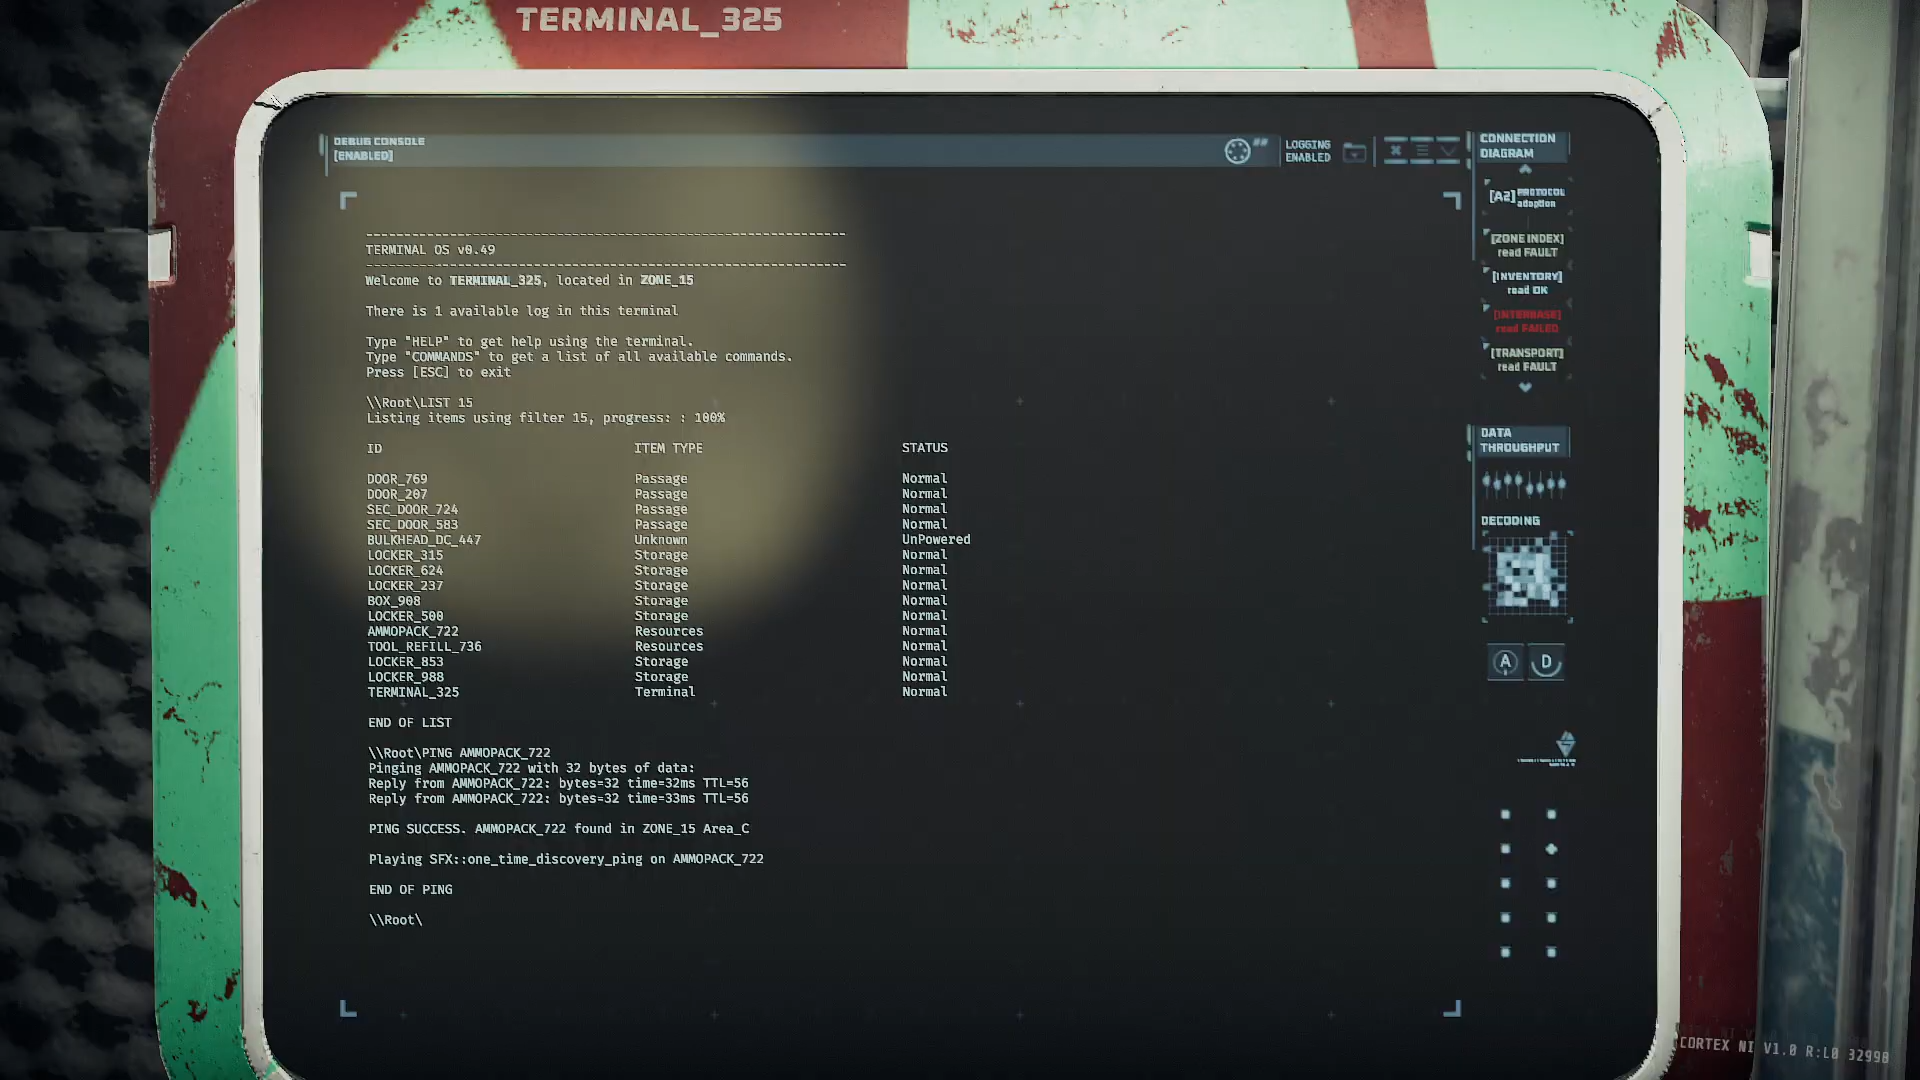 TERMINAL_325
DEBUG CONSOLE
[ENABLED]
LOGGING
ENABLED
--------------------------------------------------------------
TERMINAL OS v0.49
--------------------------------------------------------------
Welcome to TERMINAL_325, located in ZONE_15
There is 1 available log in this terminal
Type "HELP" to get help using the terminal.
Type "COMMANDS" to get a list of all available commands.
Press [ESC] to exit
\\Root\LIST 15
Listing items using filter 15, progress: : 100%
ID ITEM TYPE STATUS
DOOR_769 Passage Normal
DOOR_207 Passage Normal
SEC_DOOR_724 Passage Normal
SEC_DOOR_583 Passage Normal
BULKHEAD_DC_447 Unknown UnPowered
LOCKER_315 Storage Normal
LOCKER_624 Storage Normal
LOCKER_237 Storage Normal
BOX_908 Storage Normal
LOCKER_500 Storage Normal
AMMOPACK_722 Resources Normal
TOOL_REFILL_736 Resources Normal
LOCKER_853 Storage Normal
LOCKER_988 Storage Normal
TERMINAL_325 Terminal Normal
END OF LIST
\\Root\PING AMMOPACK_722
Pinging AMMOPACK_722 with 32 bytes of data:
Reply from AMMOPACK_722: bytes=32 time=32ms TTL=56
Reply from AMMOPACK_722: bytes=32 time=33ms TTL=56
PING SUCCESS. AMMOPACK_722 found in ZONE_15 Area_C
Playing SFX::one_time_discovery_ping on AMMOPACK_722
END OF PING
\\Root\
CONNECTION
DIAGRAM
[A2] PROTOCOL
adaption
[ZONE INDEX]
read FAULT
[INVENTORY]
read OK
[INTERBASE]
read FAILED
[TRANSPORT]
read FAULT
DATA
THROUGHPUT
DECODING
A D
CORTEX NI V1.0 R:L0 32998